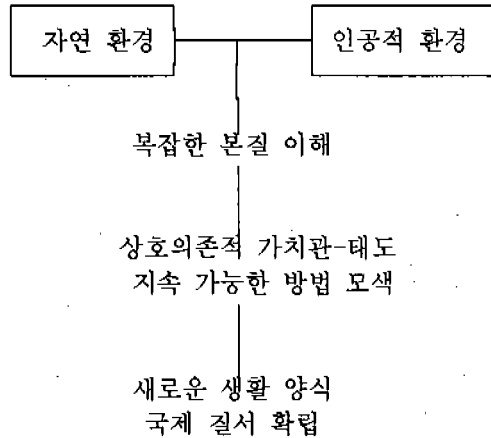 자연 환경
인공적 환경
복잡한 본질 이해
상호의존적 가치관-태도
지속 가능한 방법 모색
새로운 생활 양식
국제 질서 확립